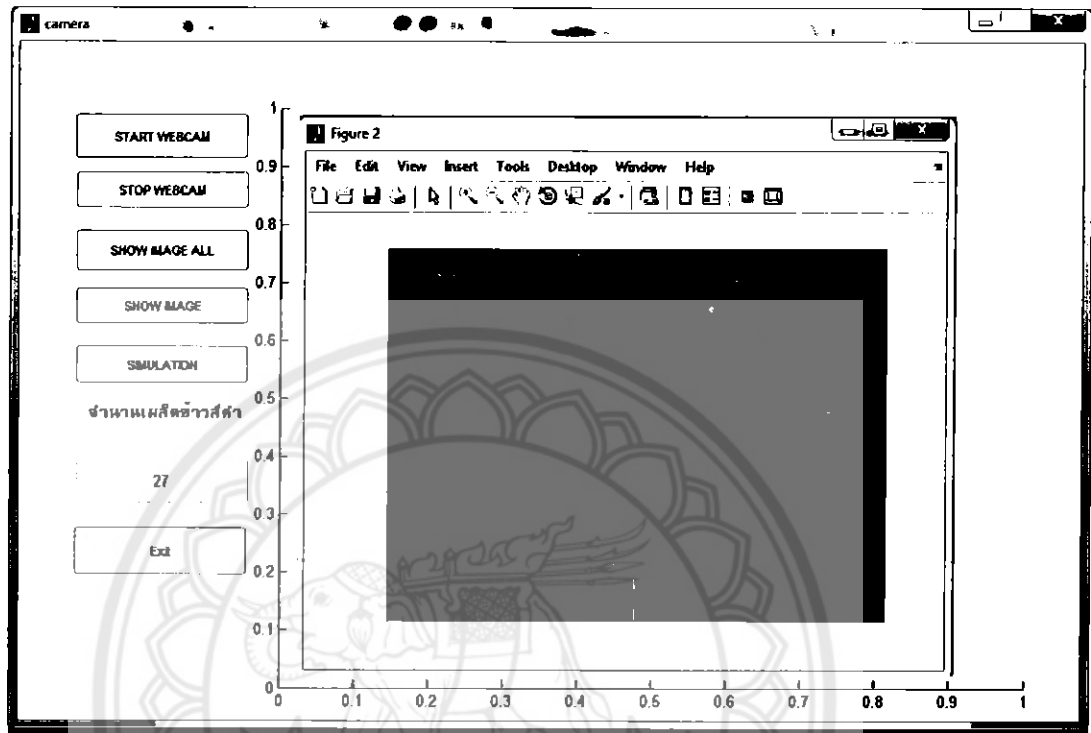 camera
START WEBCAM
STOP WEBCAM
SHOW IMAGE ALL
SHOW IMAGE
SIMULATION
จำนวนเมล็ดข้าวสีดำ
27
Exit
Figure 2
File Edit View Insert Tools Desktop Window Help
1
0.9
0.8
0.7
0.6
0.5
0.4
0.3
0.2
0.1
0
0 0.1 0.2 0.3 0.4 0.5 0.6 0.7 0.8 0.9 1